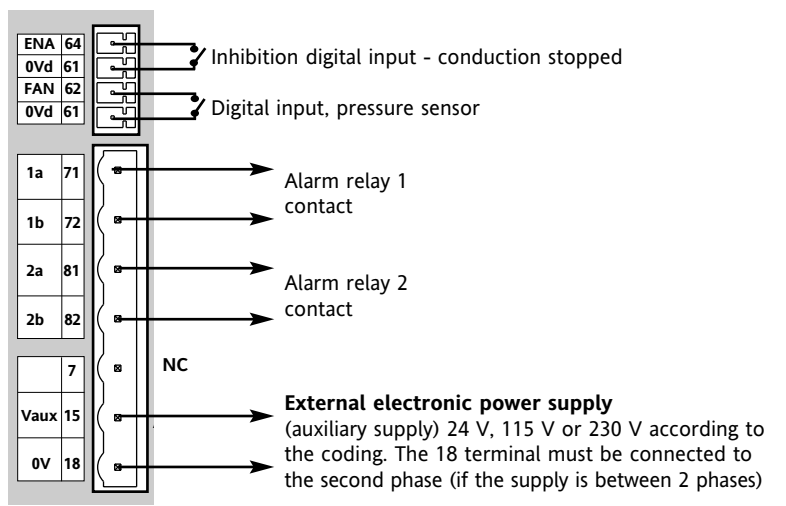 ENA 64
0Vd 61
Inhibition digital input - conduction stopped
FAN 62
0Vd 61
Digital input, pressure sensor
1a 71
Alarm relay 1
contact
1b 72
2a 81
Alarm relay 2
contact
2b 82
7
NC
External electronic power supply
Vaux 15
(auxiliary supply) 24 V, 115 V or 230 V according to
the coding. The 18 terminal must be connected to
0V 18
the second phase (if the supply is between 2 phases)